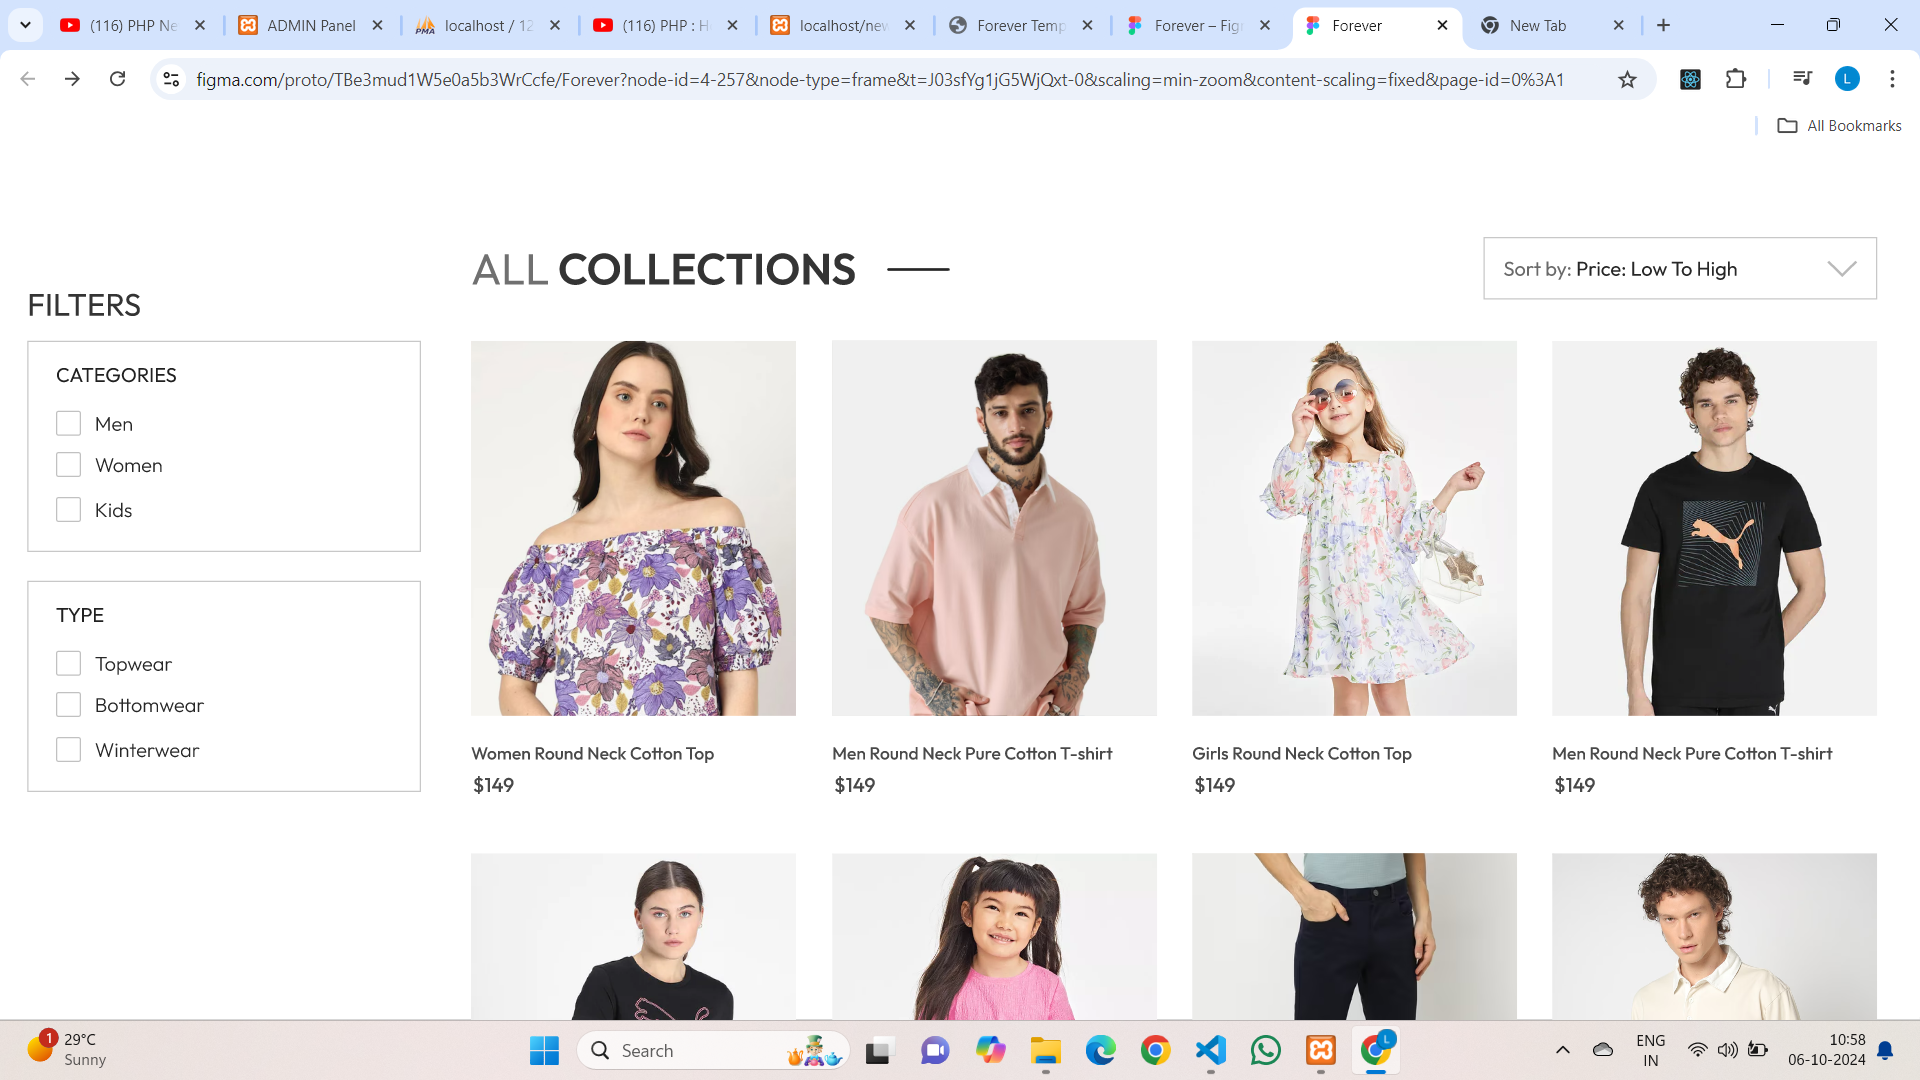 (116) PHP Ne
ADMIN Panel
localhost / 12
(116) PHP : H
localhost/new
Forever Temp
Forever – Fig
Forever
New Tab
figma.com/proto/TBe3mud1W5e0a5b3WrCcfe/Forever?node-id=4-257&node-type=frame&t=J03sfYg1jG5WjQxt-0&scaling=min-zoom&content-scaling=fixed&page-id=0%3A1
L
All Bookmarks
ALL COLLECTIONS
Sort by: Price: Low To High
FILTERS
CATEGORIES
Men
Women
Kids
TYPE
Topwear
Bottomwear
Winterwear
Women Round Neck Cotton Top
$149
Men Round Neck Pure Cotton T-shirt
$149
Girls Round Neck Cotton Top
$149
Men Round Neck Pure Cotton T-shirt
$149
1
29°C
Sunny
Search
L
ENG
IN
10:58
06-10-2024